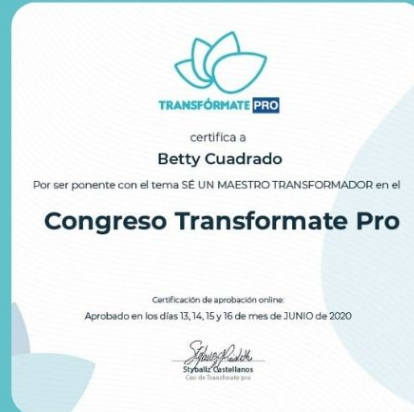 TRANSFÓRMATE PRO
certifica a
Betty Cuadrado
Por ser ponente con el tema SÉ UN MAESTRO TRANSFORMADOR en el
Congreso Transformate Pro
Certificación de aprobación online:
Aprobado en los días 13, 14, 15 y 16 de mes de JUNIO de 2020
Stybaliz Castellanos
Ceo de Transfomate pro